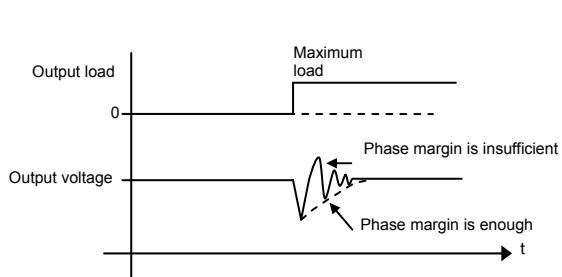 Maximum
load
Output load
0
Phase margin is insufficient
Output voltage
Phase margin is enough
t